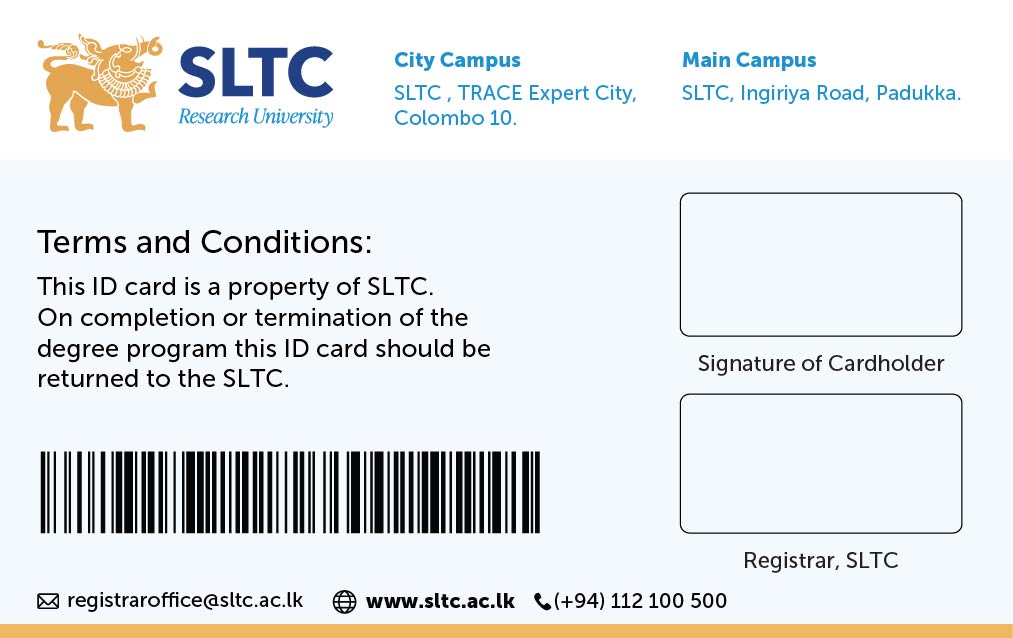 SLTC
Research University
City Campus
SLTC , TRACE Expert City,
Colombo 10.
Main Campus
SLTC, Ingiriya Road, Padukka.
Terms and Conditions:
This ID card is a property of SLTC.
On completion or termination of the
degree program this ID card should be
returned to the SLTC.
Signature of Cardholder
Registrar, SLTC
registraroffice@sltc.ac.lk www.sltc.ac.lk (+94) 112 100 500